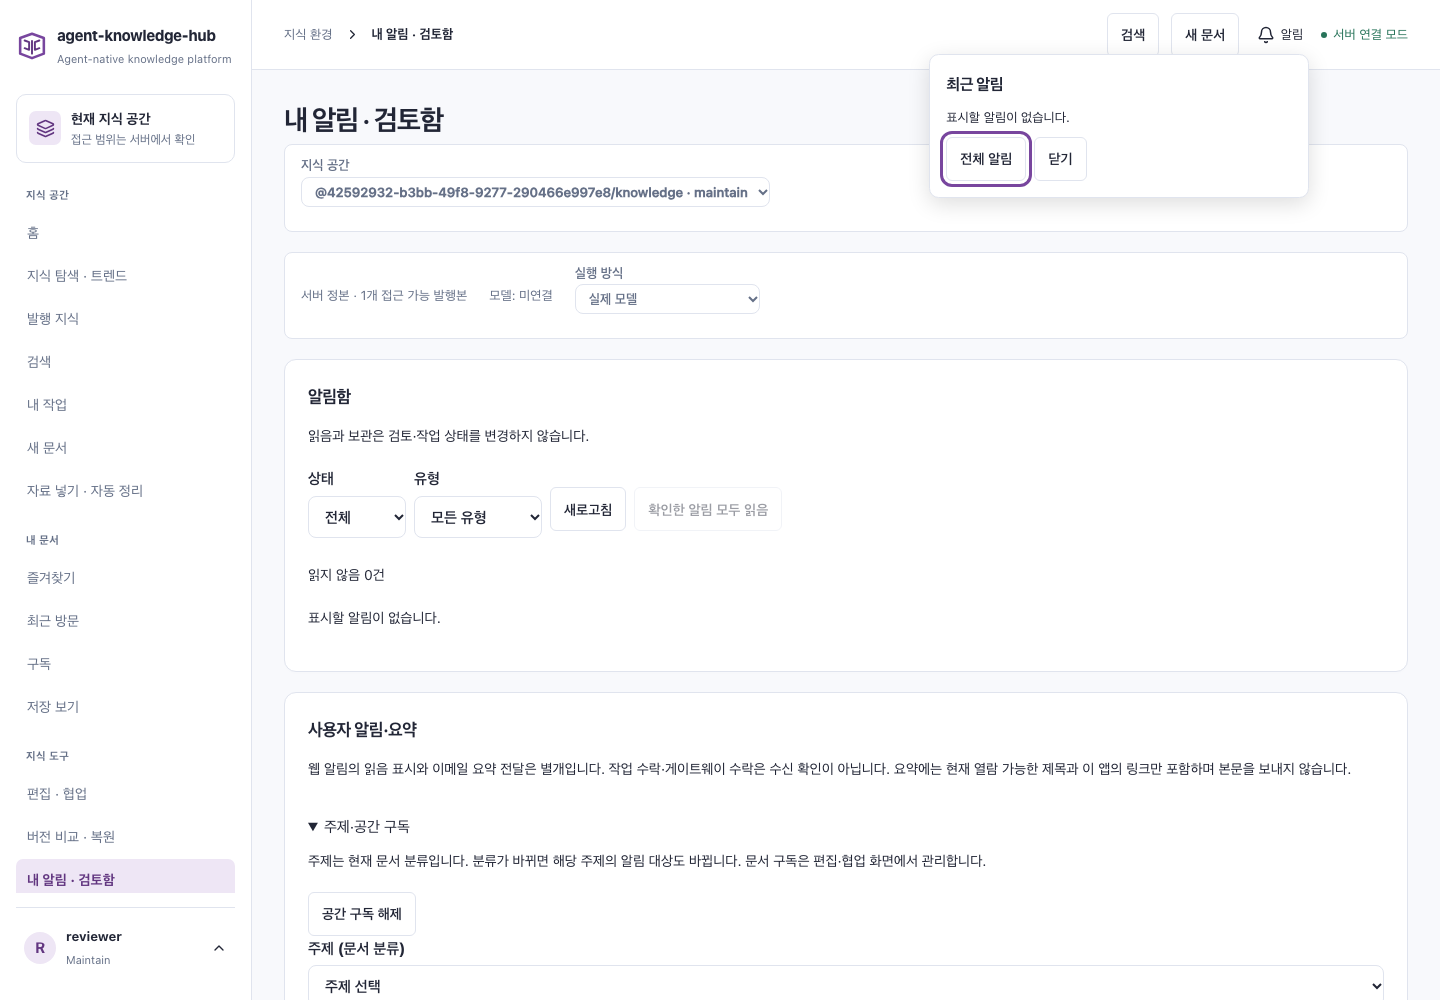 agent-knowledge-hub
Agent-native knowledge platform
현재 지식 공간
접근 범위는 서버에서 확인
지식 공간
홈
지식 탐색 · 트렌드
발행 지식
검색
내 작업
새 문서
자료 넣기 · 자동 정리
내 문서
즐겨찾기
최근 방문
구독
저장 보기
지식 도구
편집 · 협업
버전 비교 · 복원
내 알림 · 검토함
R
reviewer
Maintain
지식 환경 > 내 알림 · 검토함
검색
새 문서
알림
서버 연결 모드
최근 알림
표시할 알림이 없습니다.
전체 알림
닫기
내 알림 · 검토함
지식 공간
@42592932-b3bb-49f8-9277-290466e997e8/knowledge · maintain
서버 정본 · 1개 접근 가능 발행본
모델: 미연결
실행 방식
실제 모델
알림함
읽음과 보관은 검토·작업 상태를 변경하지 않습니다.
상태
유형
전체
모든 유형
새로고침
확인한 알림 모두 읽음
읽지 않음 0건
표시할 알림이 없습니다.
사용자 알림·요약
웹 알림의 읽음 표시와 이메일 요약 전달은 별개입니다. 작업 수락·게이트웨이 수락은 수신 확인이 아닙니다. 요약에는 현재 열람 가능한 제목과 이 앱의 링크만 포함하며 본문을 보내지 않습니다.
▼ 주제·공간 구독
주제는 현재 문서 분류입니다. 분류가 바뀌면 해당 주제의 알림 대상도 바뀝니다. 문서 구독은 편집·협업 화면에서 관리합니다.
공간 구독 해제
주제 (문서 분류)
주제 선택